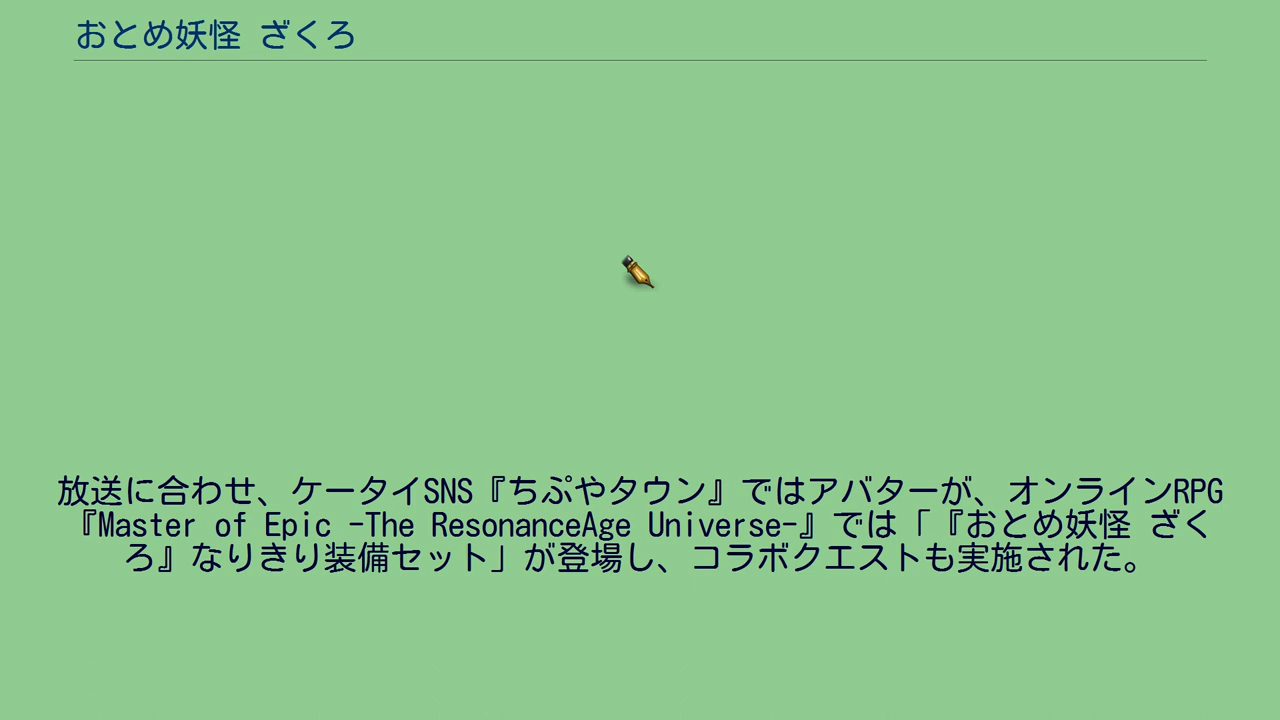 おとめ妖怪 ざくろ
放送に合わせ、ケータイSNS『ちぷやタウン』ではアバターが、オンラインRPG
『Master of Epic -The ResonanceAge Universe-』では「『おとめ妖怪 ざく
ろ』なりきり装備セット」が登場し、コラボクエストも実施された。